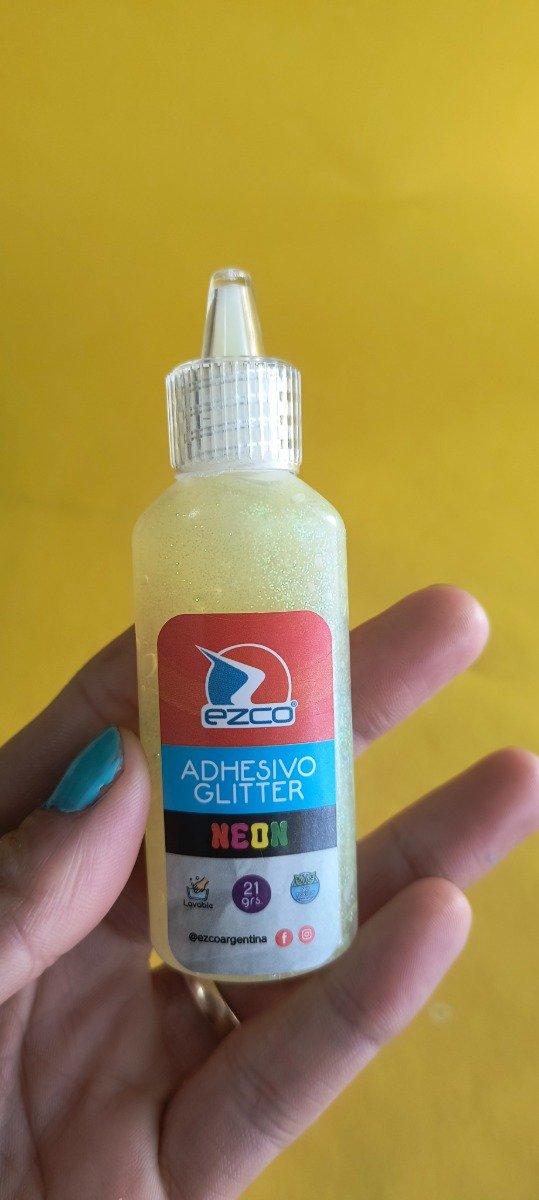 ezco®
ADHESIVO
GLITTER
NEON
Lavable
21
grs.
@ezcoargentina